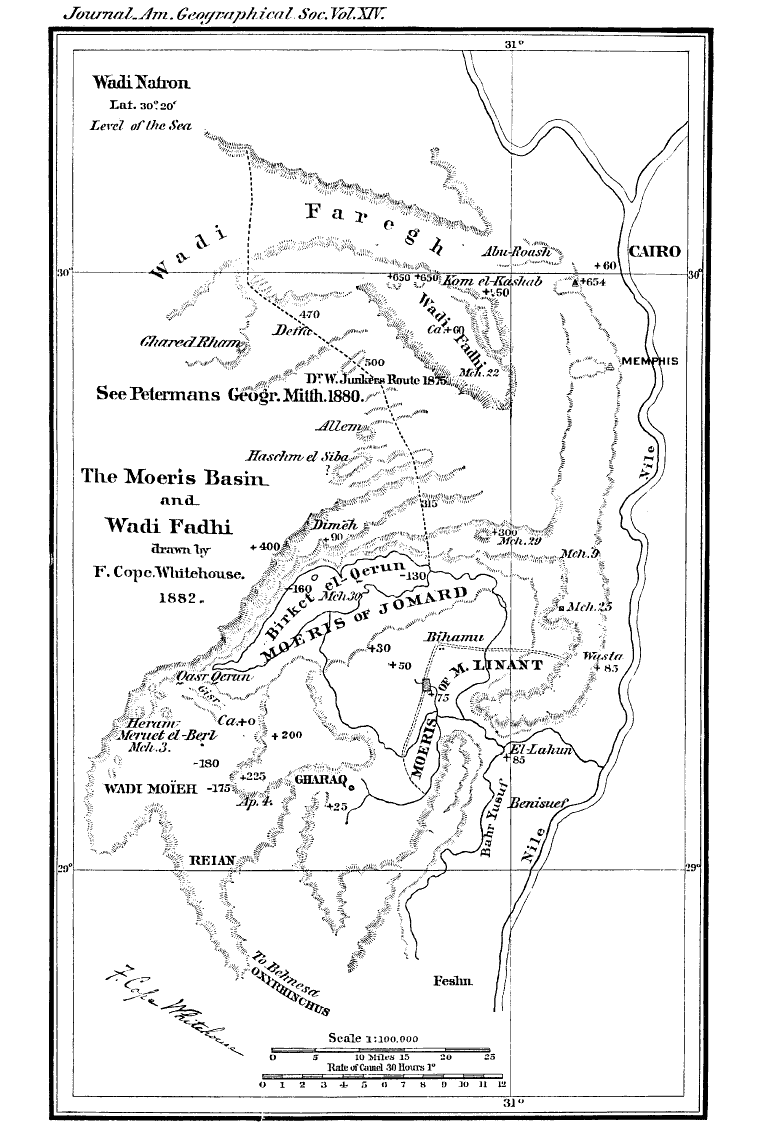 Journal. Am. Geographical Soc. Vol. XIV.
31°
Wadi Natron
Lat. 30° 20'
Level of the Sea
Wadi Faregh
Abu-Roash
CAIRO
+60
30°
30°
+650
+650
Kom el-Kashab
+654
+60
470
Wadi Fadhi
Deffa
Ca.+60
Ghared Rham
500
Mch.22
MEMPHIS
Dr. W. Junkers Route 1875
See Petermans Geogr. Mitth. 1880.
Allem
Haschm el Siba
?
Nile
The Moeris Basin
and
Wadi Fadhi
drawn by
F. Cope Whitehouse.
1882.
315
Dimeh
+90
+400
+300
Mch.29
Mch.9
Birket el-Qerun
-130
-160
Mch.30
MOERIS OF JOMARD
Mch.25
+30
Bihamu
+50
MOERIS OF M. LINANT
Wasta
+85
75
Qasr Qerun
Gisr
Heram
Meruet el-Berl
Mch.3.
Ca.+0
+200
-180
El-Lahun
85
+225
GHARAQ
WADI MOÏEH
-175
Ap.4.
+25
Bahr Yusuf
Benisuef
REIAN
Nile
29°
29°
To Behnesa
OXYRHINCHUS
Feshn
F. Cope Whitehouse
Scale 1:100,000
0 5 10 Miles 15 20 25
Rate of Camel 30 Hours 1°
0 1 2 3 4 5 6 7 8 9 10 11 12
31°